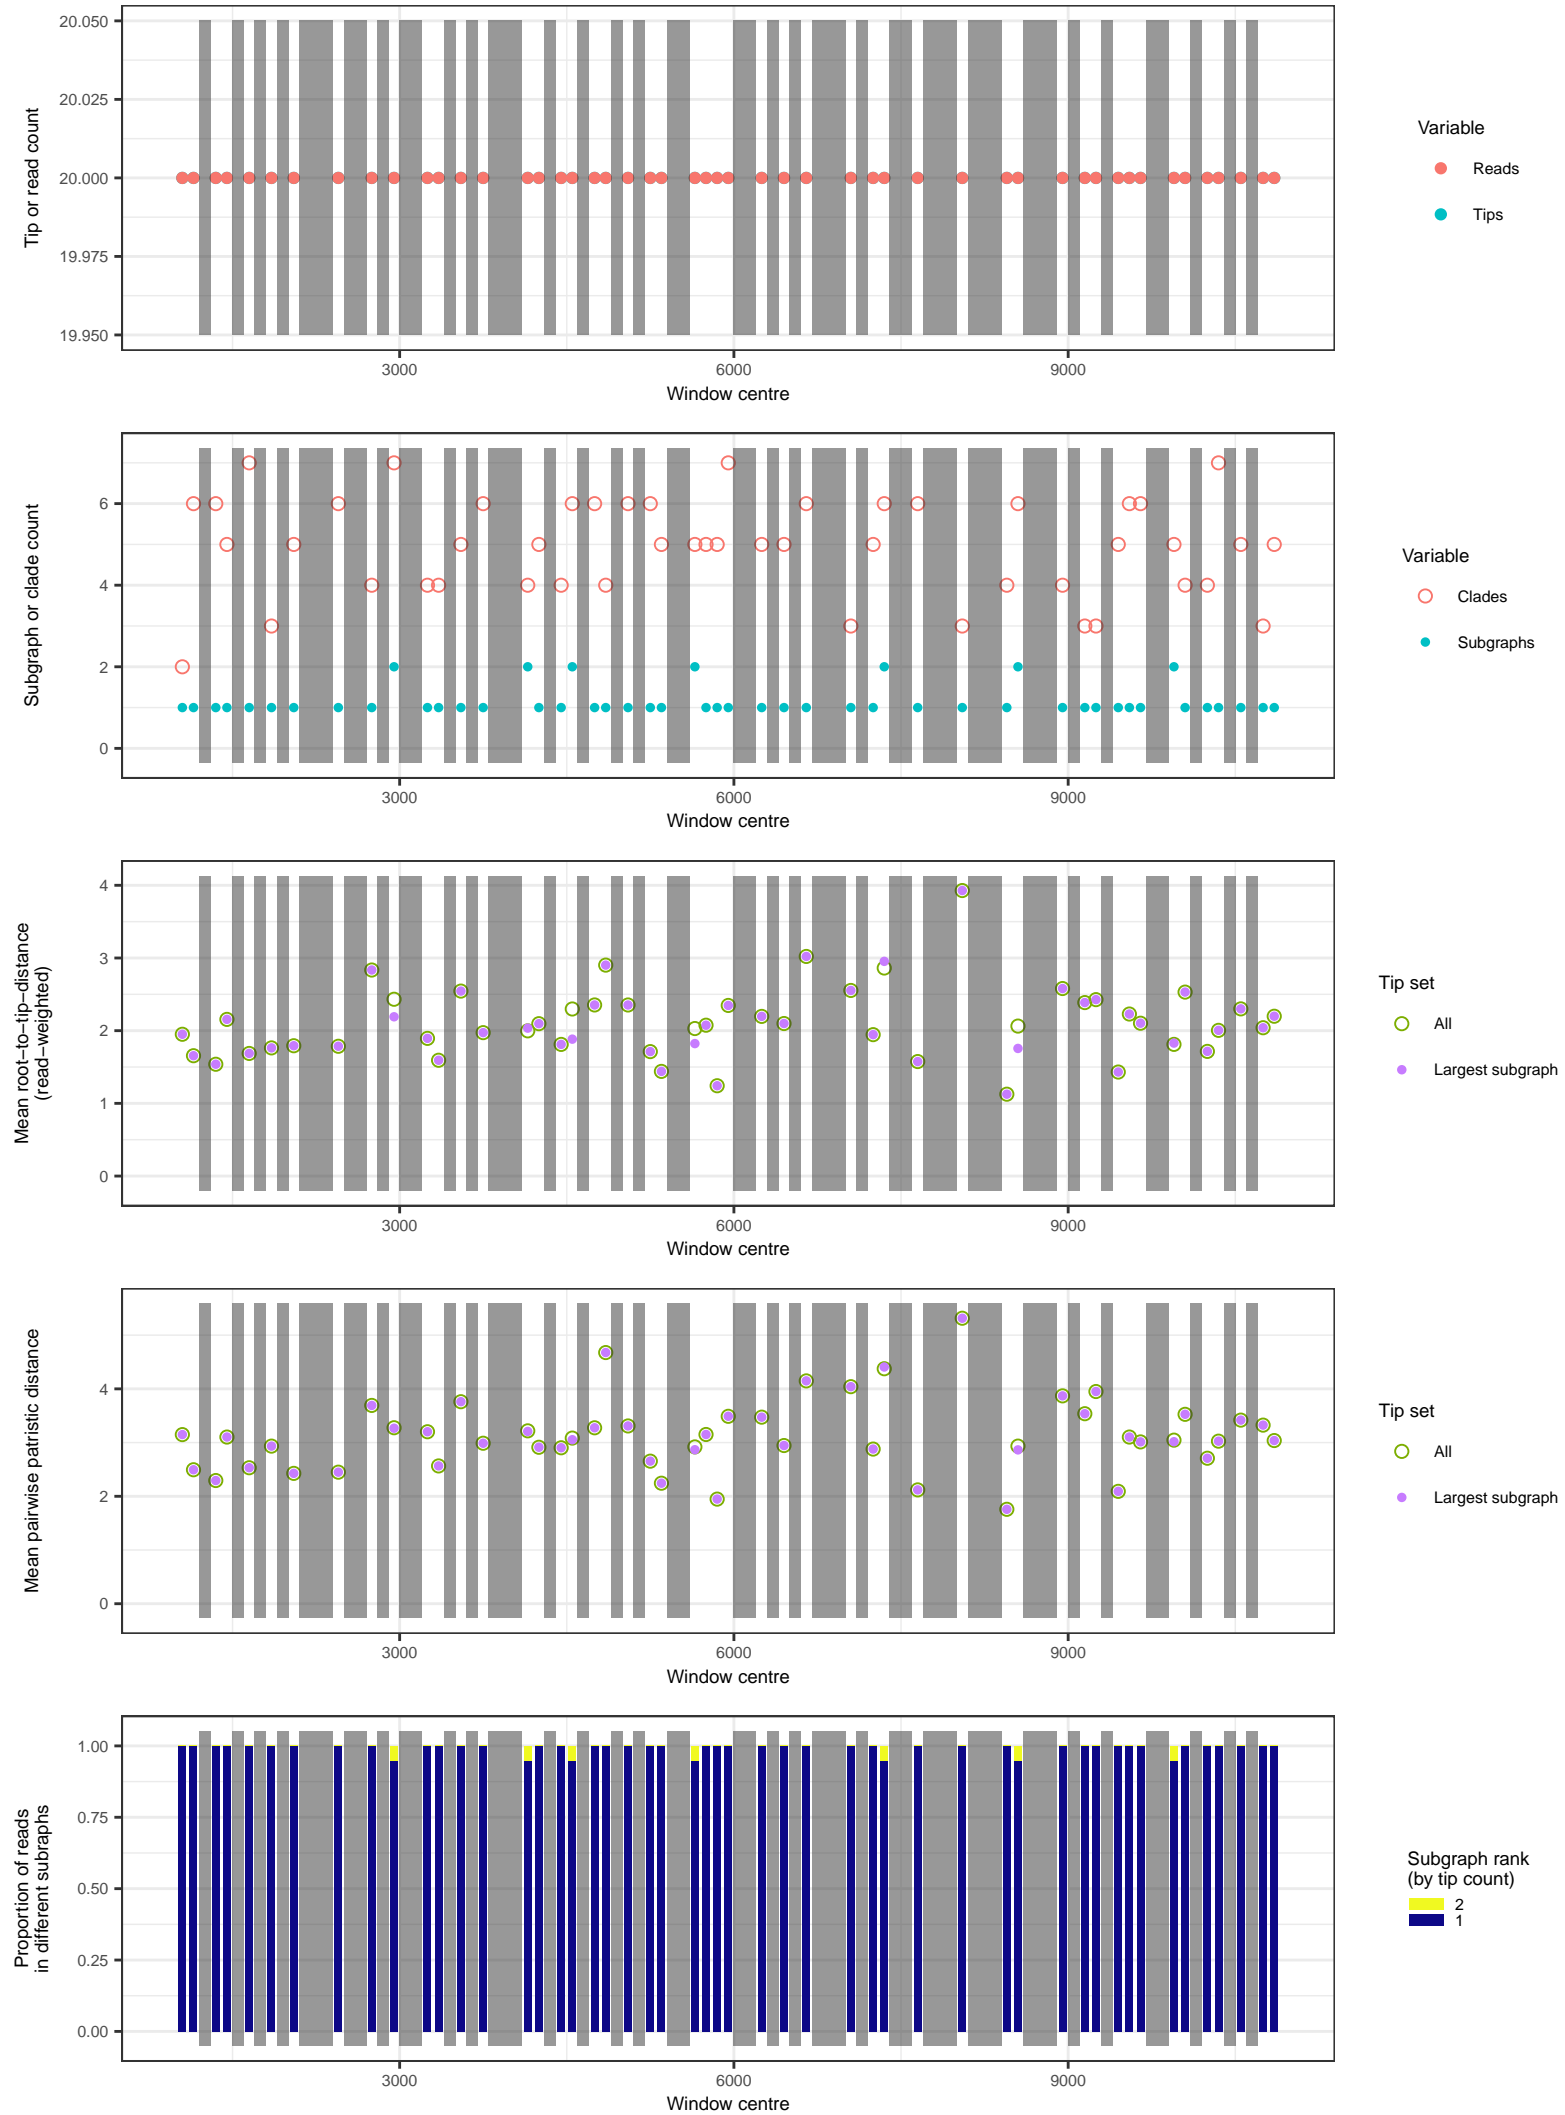 20.050
20.025
20.000
19.975
19.950
Tip or read count
3000
6000
9000
Window centre
Variable
Reads
Tips
6
4
2
0
Subgraph or clade count
3000
6000
9000
Window centre
Variable
Clades
Subgraphs
4
3
2
1
0
Mean root−to−tip−distance
(read−weighted)
3000
6000
9000
Window centre
Tip set
All
Largest subgraph
4
2
0
Mean pairwise patristic distance
3000
6000
9000
Window centre
Tip set
All
Largest subgraph
1.00
0.75
0.50
0.25
0.00
Proportion of reads
in different subraphs
3000
6000
9000
Window centre
Subgraph rank
(by tip count)
2
1